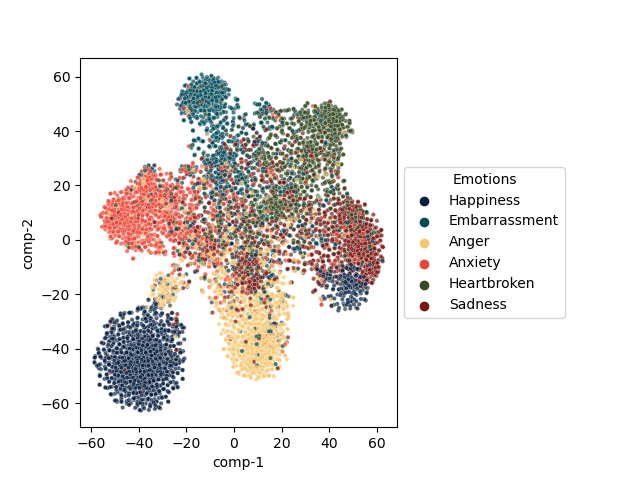 60
40
20
0
−20
−40
−60
comp-2
−60 −40 −20 0 20 40 60
comp-1
Emotions
Happiness
Embarrassment
Anger
Anxiety
Heartbroken
Sadness